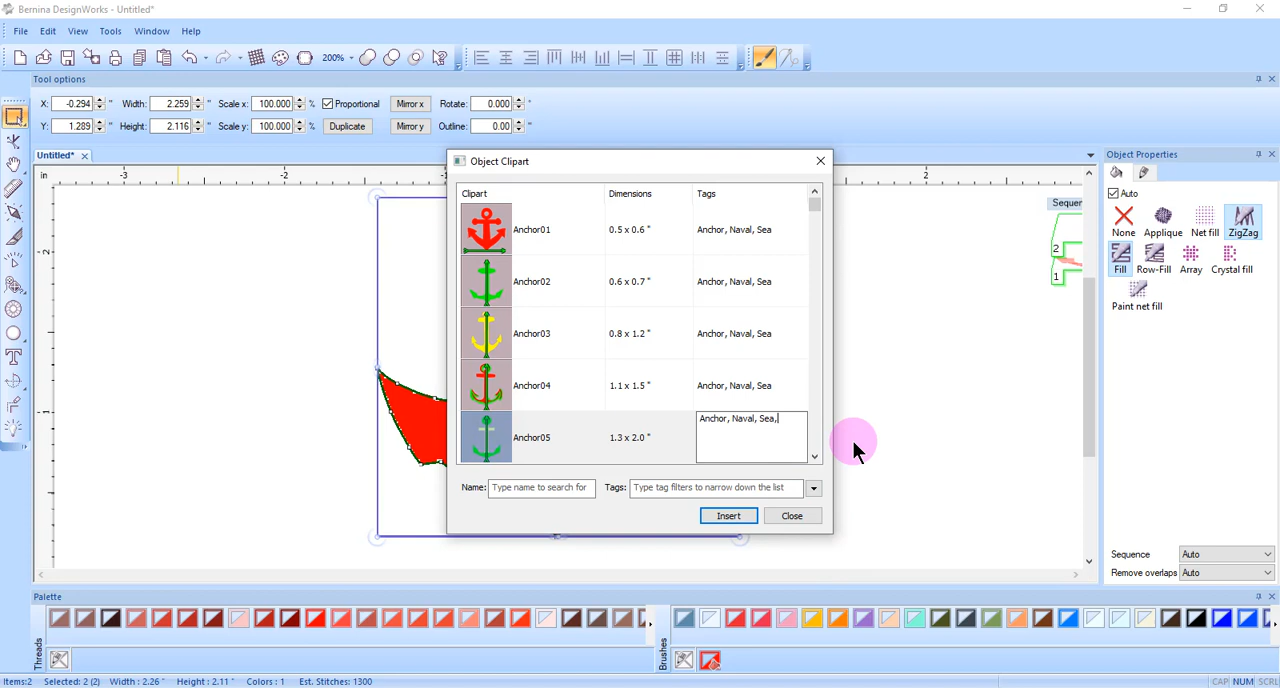 Bernina DesignWorks - Untitled*
File Edit View Tools Window Help
200%
Tool options
X: -0.294 " Width: 2.259 " Scale x: 100.000 % Proportional Mirror x Rotate: 0.000 °
Y: 1.289 " Height: 2.116 " Scale y: 100.000 % Duplicate Mirror y Outline: 0.00 "
Untitled*
in -3 -2 2
2
1
Object Clipart
Clipart Dimensions Tags
Anchor01 0.5 x 0.6 " Anchor, Naval, Sea
Anchor02 0.6 x 0.7 " Anchor, Naval, Sea
Anchor03 0.8 x 1.2 " Anchor, Naval, Sea
Anchor04 1.1 x 1.5 " Anchor, Naval, Sea
Anchor05 1.3 x 2.0 " Anchor, Naval, Sea,
Name: Type name to search for Tags: Type tag filters to narrow down the list
Insert Close
2
1
Object Properties
Auto
None Applique Net fill ZigZag
Fill Row-Fill Array Crystal fill
Paint net fill
Sequence Auto
Remove overlaps Auto
Palette
Threads
Brushes
Items:2 Selected: 2 (2) Width : 2.26 " Height : 2.11 " Colors : 1 Est. Stitches: 1300 CAP NUM SCRL